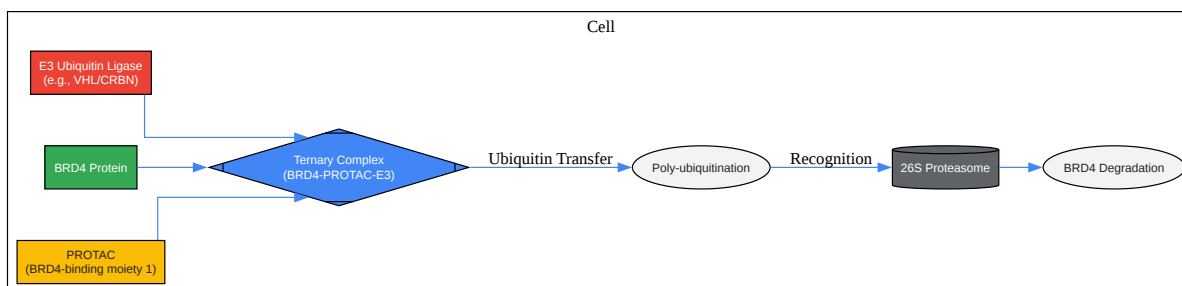 Cell
E3 Ubiquitin Ligase
(e.g., VHL/CRBN)
BRD4 Protein
PROTAC
(BRD4-binding moiety 1)
Ternary Complex
(BRD4-PROTAC-E3)
Ubiquitin Transfer
Poly-ubiquitination
Recognition
26S Proteasome
BRD4 Degradation